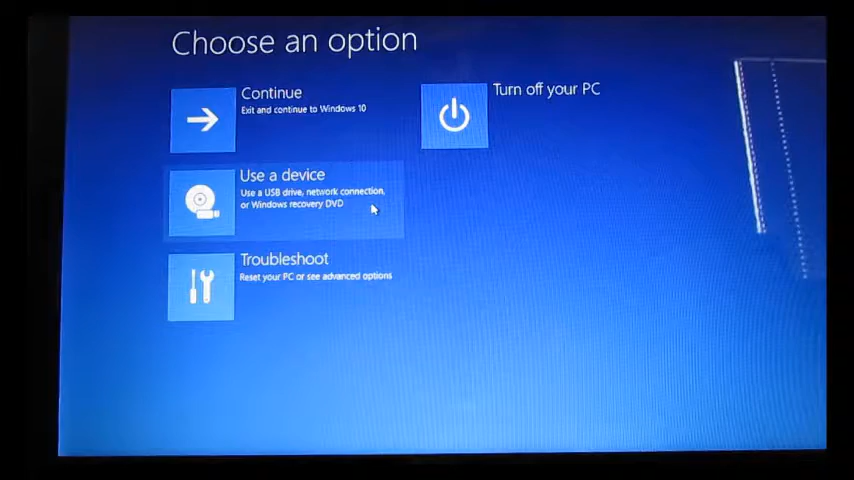 Choose an option
Continue
Exit and continue to Windows 10
Turn off your PC
Use a device
Use a USB drive, network connection,
or Windows recovery DVD
Troubleshoot
Reset your PC or see advanced options